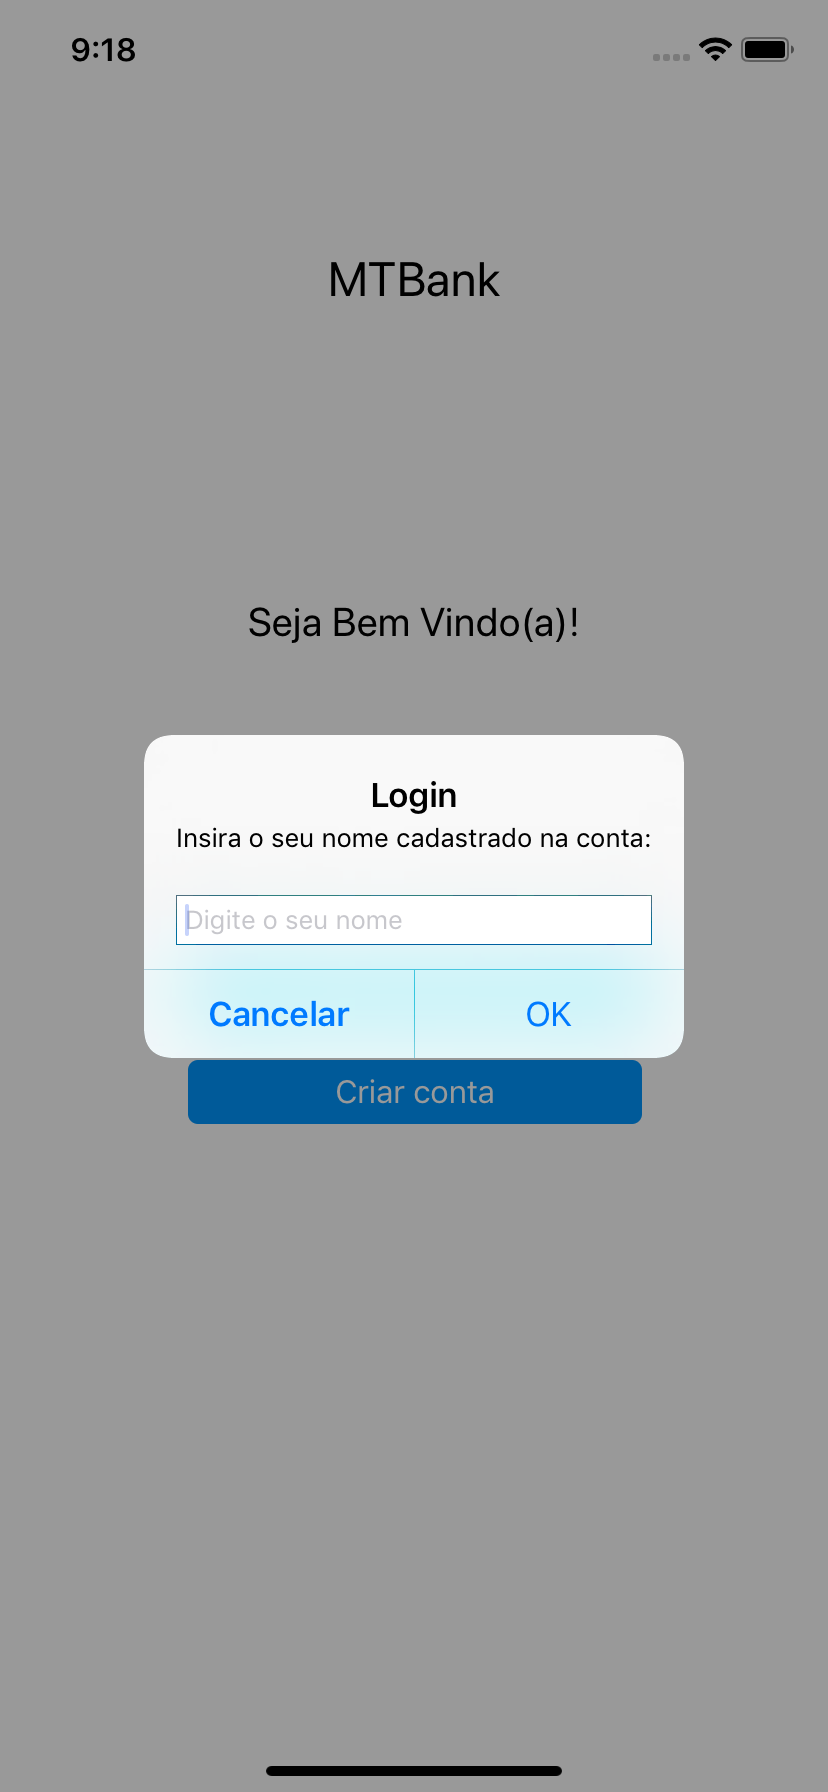 9:18
MTBank
Seja Bem Vindo(a)!
Login
Insira o seu nome cadastrado na conta:
Digite o seu nome
Cancelar OK
Criar conta